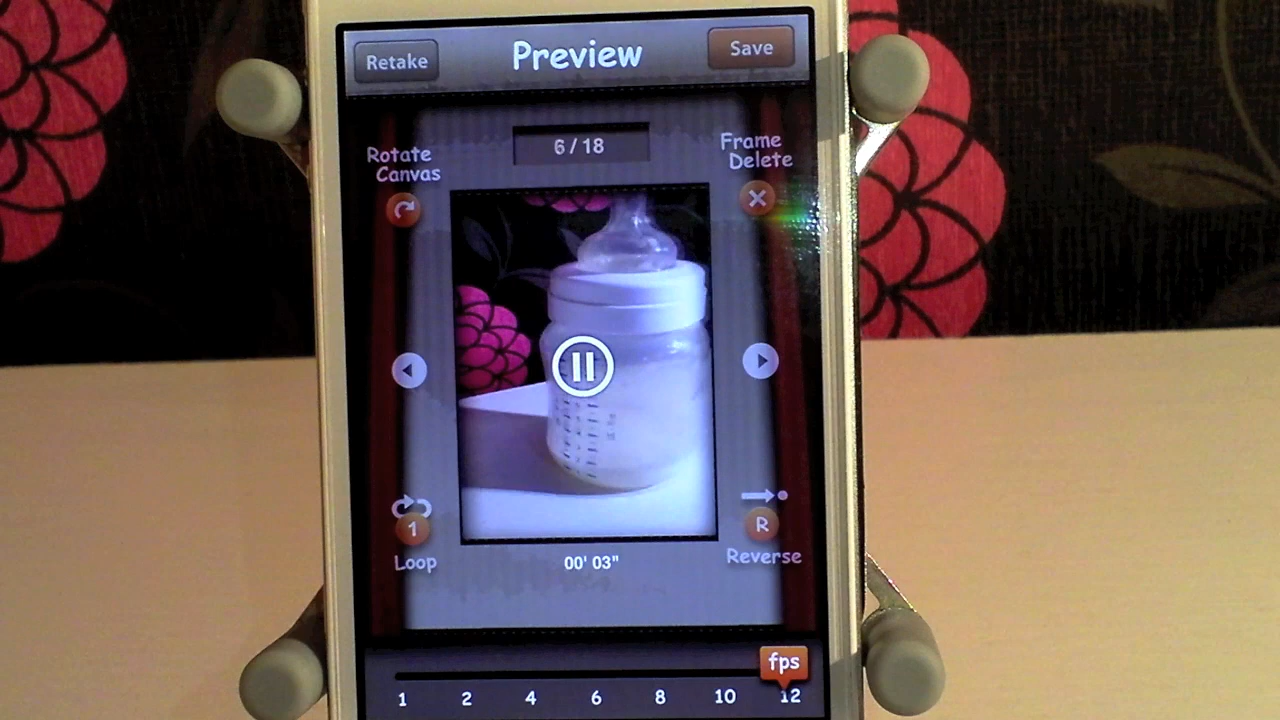 Retake
Preview
Save
6 / 18
Rotate
Canvas
Frame
Delete
1
Loop
R
Reverse
00' 03"
fps
1 2 4 6 8 10 12